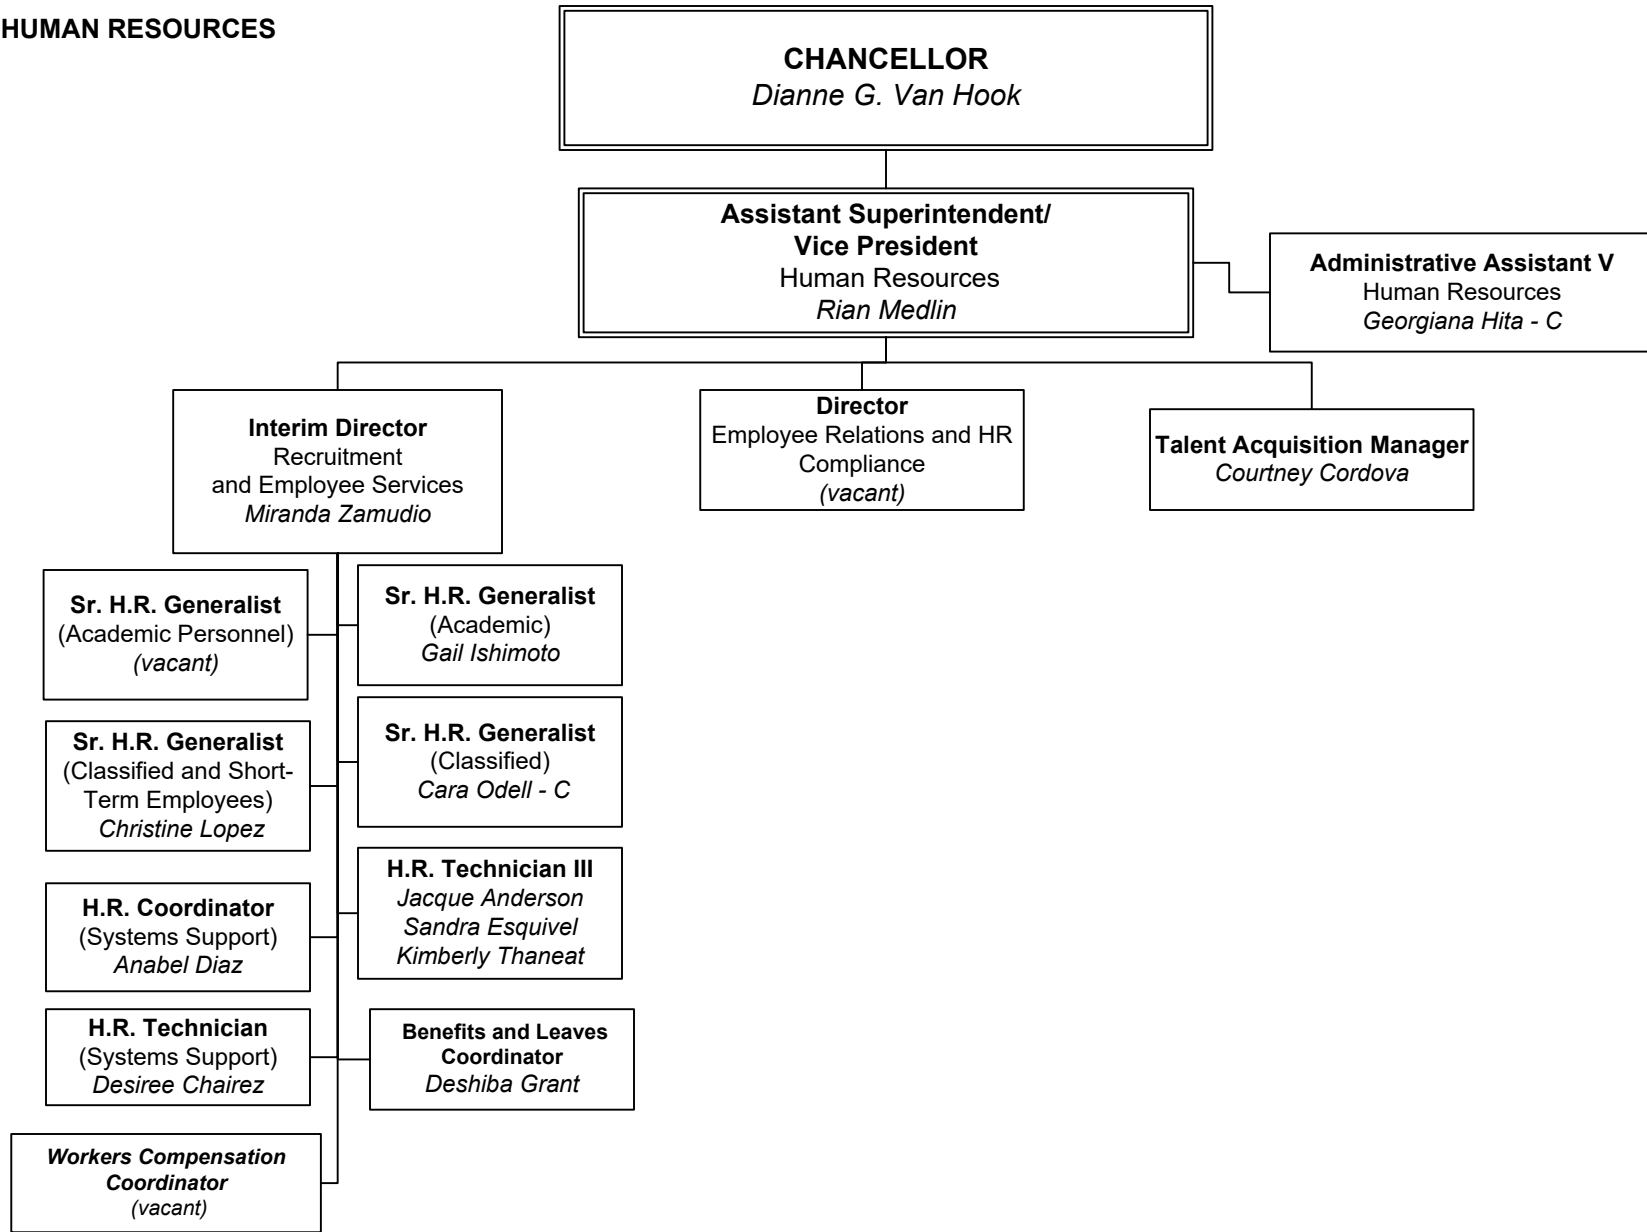 HUMAN RESOURCES
CHANCELLOR
Dianne G. Van Hook
Assistant Superintendent/
Vice President
Human Resources
Rian Medlin
Administrative Assistant V
Human Resources
Georgiana Hita - C
Interim Director
Recruitment
and Employee Services
Miranda Zamudio
Director
Employee Relations and HR
Compliance
(vacant)
Talent Acquisition Manager
Courtney Cordova
Sr. H.R. Generalist
(Academic Personnel)
(vacant)
Sr. H.R. Generalist
(Academic)
Gail Ishimoto
Sr. H.R. Generalist
(Classified and Short-
Term Employees)
Christine Lopez
Sr. H.R. Generalist
(Classified)
Cara Odell - C
H.R. Coordinator
(Systems Support)
Anabel Diaz
H.R. Technician III
Jacque Anderson
Sandra Esquivel
Kimberly Thaneat
H.R. Technician
(Systems Support)
Desiree Chairez
Benefits and Leaves
Coordinator
Deshiba Grant
Workers Compensation
Coordinator
(vacant)